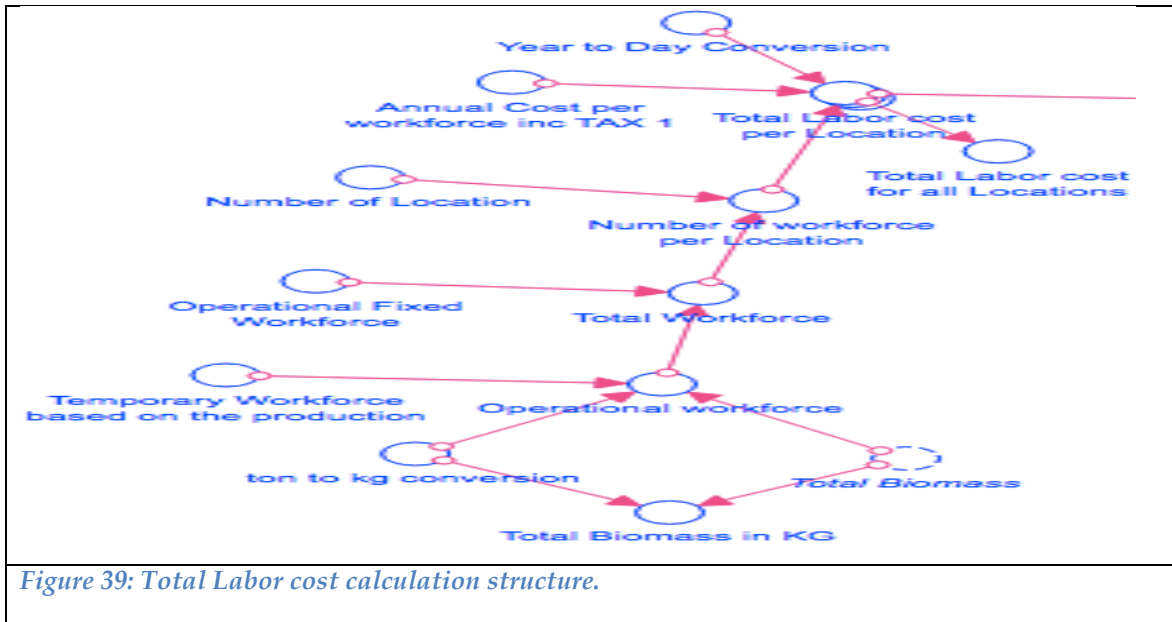 Year to Day Conversion
Annual Cost per
workforce inc TAX 1
Total Labor cost
per Location
Total Labor cost
for all Locations
Number of Location
Number of workforce
per Location
Operational Fixed
Workforce
Total Workforce
Temporary Workforce
based on the production
Operational workforce
ton to kg conversion
Total Biomass
Total Biomass in KG
Figure 39: Total Labor cost calculation structure.